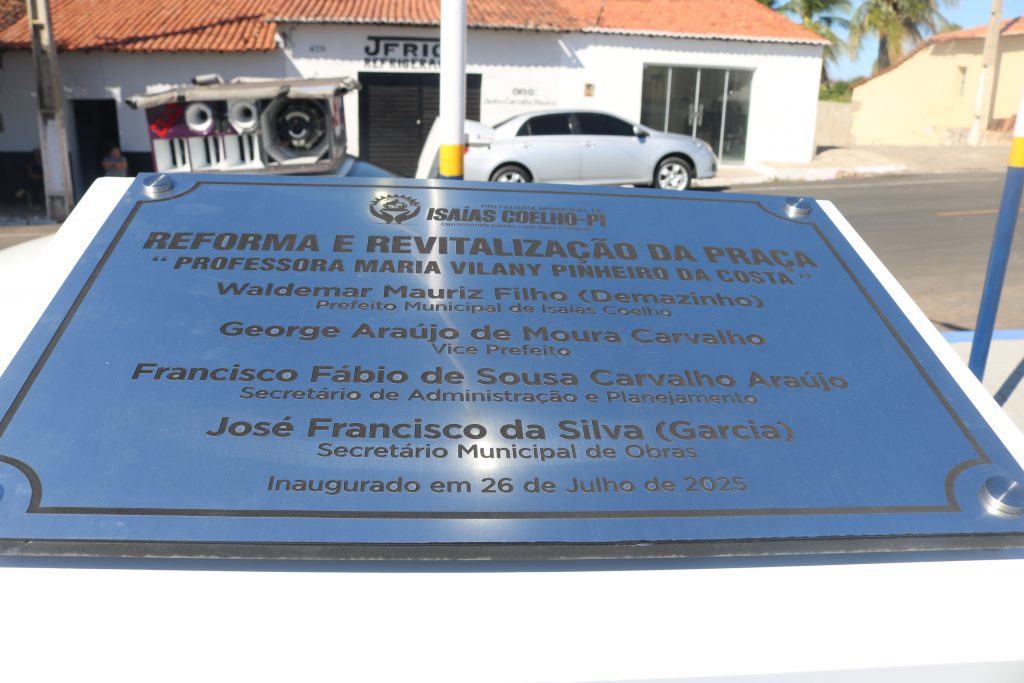 479
JFRIO
REFRIGERA
ORG:
PREFEITURA MUNICIPAL DE
ISAÍAS COELHO-PI
REFORMA E REVITALIZAÇÃO DA PRAÇA
“ PROFESSORA MARIA VILANY PINHEIRO DA COSTA ”
Waldemar Mauriz Filho (Demazinho)
Prefeito Municipal de Isaías Coelho
George Araújo de Moura Carvalho
Vice Prefeito
Francisco Fábio de Sousa Carvalho Araújo
Secretário de Administração e Planejamento
José Francisco da Silva (Garcia)
Secretário Municipal de Obras
Inaugurado em 26 de Julho de 2025